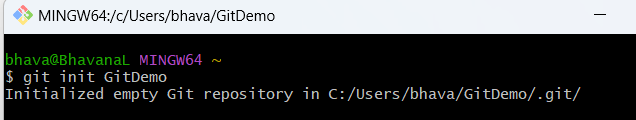 MINGW64:/c/Users/bhava/GitDemo
bhava@BhavanaL MINGW64 ~
$ git init GitDemo
Initialized empty Git repository in C:/Users/bhava/GitDemo/.git/